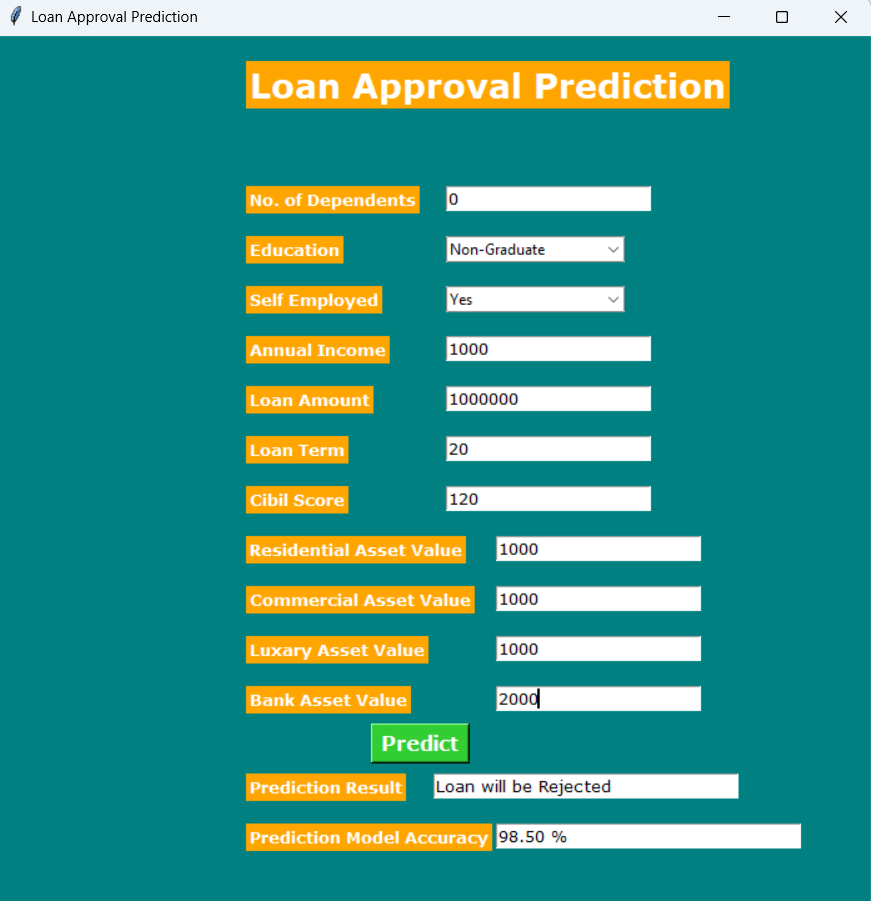 Loan Approval Prediction
Loan Approval Prediction
No. of Dependents 0
Education Non-Graduate
Self Employed Yes
Annual Income 1000
Loan Amount 1000000
Loan Term 20
Cibil Score 120
Residential Asset Value 1000
Commercial Asset Value 1000
Luxary Asset Value 1000
Bank Asset Value 2000
Predict
Prediction Result Loan will be Rejected
Prediction Model Accuracy 98.50 %